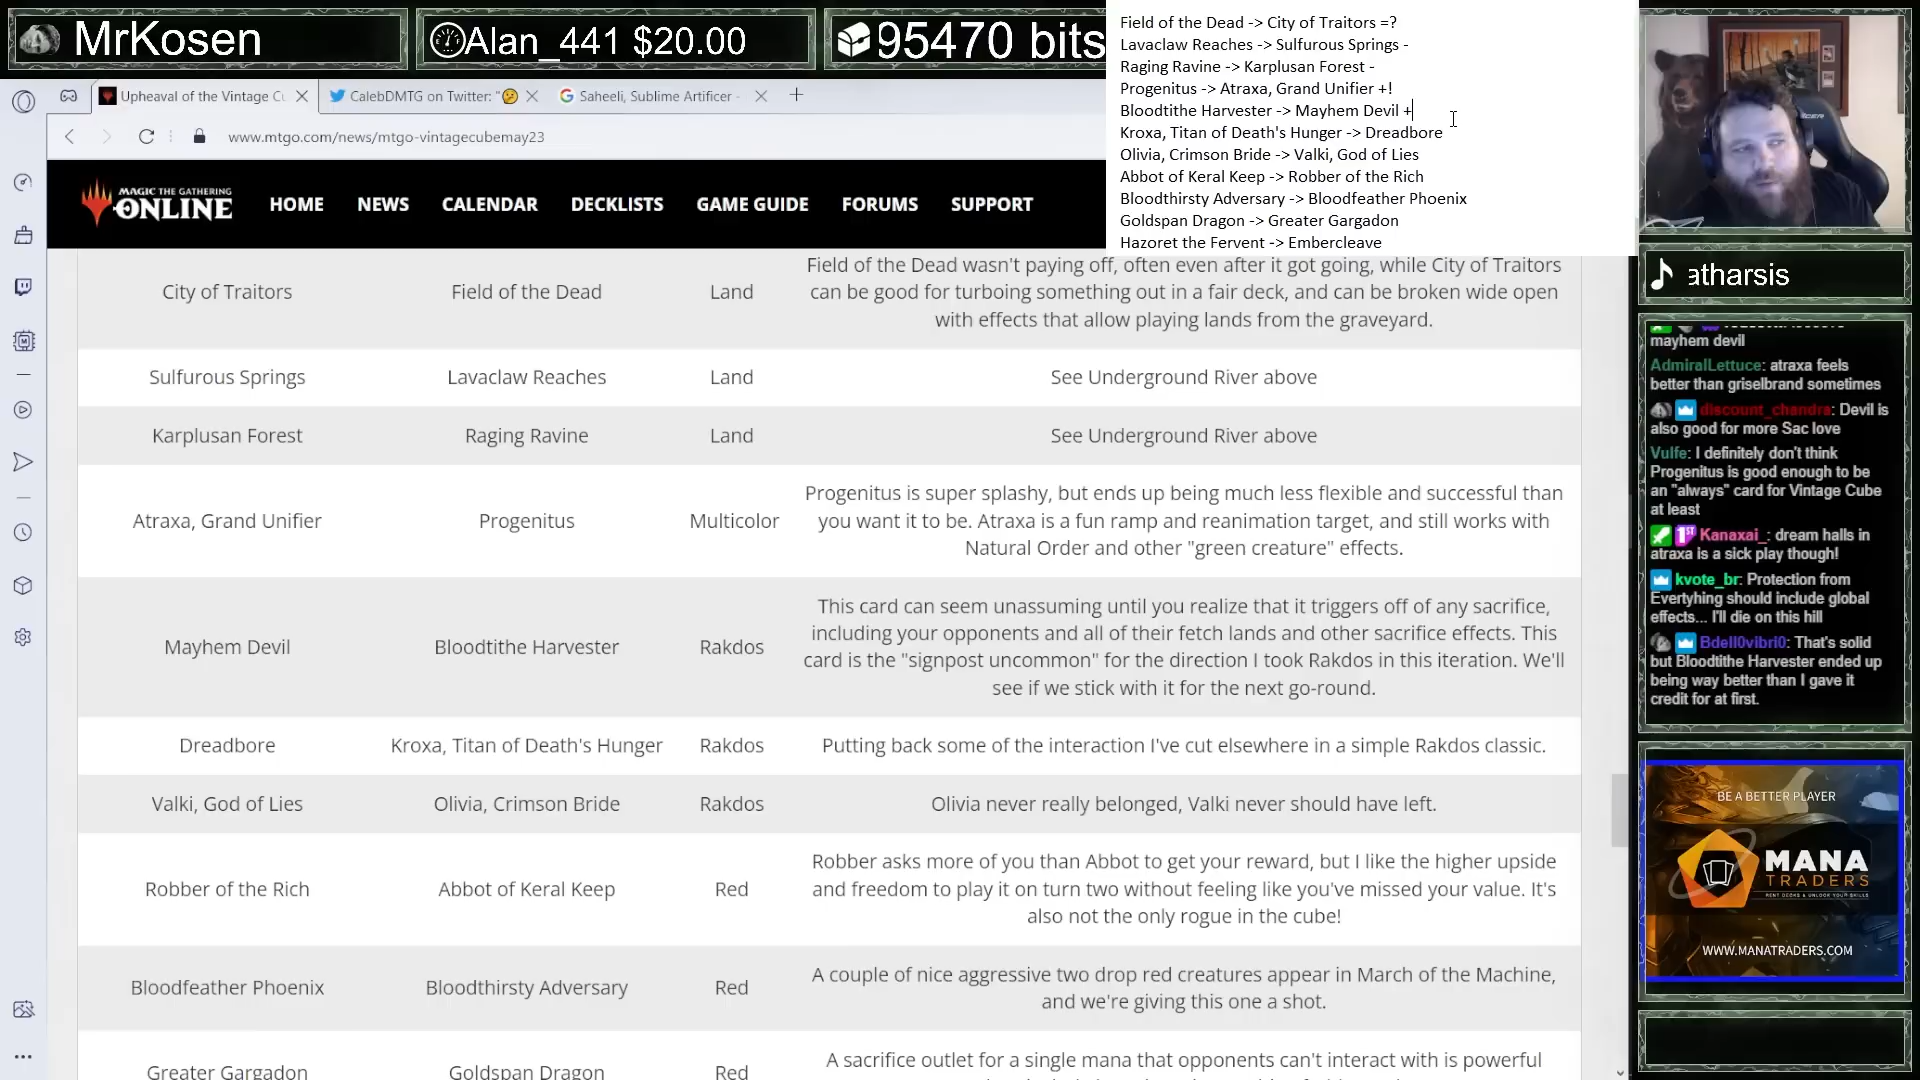 MrKosen
Alan_441 $20.00
95470 bits
Field of the Dead -> City of Traitors =?
Lavaclaw Reaches -> Sulfurous Springs -
Raging Ravine -> Karplusan Forest -
Progenitus -> Atraxa, Grand Unifier +!
Bloodtithe Harvester -> Mayhem Devil +
Kroxa, Titan of Death's Hunger -> Dreadbore
Olivia, Crimson Bride -> Valki, God of Lies
Abbot of Keral Keep -> Robber of the Rich
Bloodthirsty Adversary -> Bloodfeather Phoenix
Goldspan Dragon -> Greater Gargadon
Hazoret the Fervent -> Embercleave
Upheaval of the Vintage Cu
CalebDMTG on Twitter: "
Saheeli, Sublime Artificer -
www.mtgo.com/news/mtgo-vintagecubemay23
MAGIC THE GATHERING
ONLINE
HOME NEWS CALENDAR DECKLISTS GAME GUIDE FORUMS SUPPORT
City of Traitors Field of the Dead Land
Field of the Dead wasn't paying off, often even after it got going, while City of Traitors
can be good for turboing something out in a fair deck, and can be broken wide open
with effects that allow playing lands from the graveyard.
Sulfurous Springs Lavaclaw Reaches Land See Underground River above
Karplusan Forest Raging Ravine Land See Underground River above
Atraxa, Grand Unifier Progenitus Multicolor
Progenitus is super splashy, but ends up being much less flexible and successful than
you want it to be. Atraxa is a fun ramp and reanimation target, and still works with
Natural Order and other "green creature" effects.
Mayhem Devil Bloodtithe Harvester Rakdos
This card can seem unassuming until you realize that it triggers off of any sacrifice,
including your opponents and all of their fetch lands and other sacrifice effects. This
card is the "signpost uncommon" for the direction I took Rakdos in this iteration. We'll
see if we stick with it for the next go-round.
Dreadbore Kroxa, Titan of Death's Hunger Rakdos Putting back some of the interaction I've cut elsewhere in a simple Rakdos classic.
Valki, God of Lies Olivia, Crimson Bride Rakdos Olivia never really belonged, Valki never should have left.
Robber of the Rich Abbot of Keral Keep Red
Robber asks more of you than Abbot to get your reward, but I like the higher upside
and freedom to play it on turn two without feeling like you've missed your value. It's
also not the only rogue in the cube!
Bloodfeather Phoenix Bloodthirsty Adversary Red
A couple of nice aggressive two drop red creatures appear in March of the Machine,
and we're giving this one a shot.
Greater Gargadon Goldspan Dragon Red
A sacrifice outlet for a single mana that opponents can't interact with is powerful
atharsis
mayhem devil
AdmiralLettuce: atraxa feels
better than griselbrand sometimes
discount_chandra: Devil is
also good for more Sac love
Vulfe: I definitely don't think
Progenitus is good enough to be
an "always" card for Vintage Cube
at least
1ST
Kanaxai_: dream halls in
atraxa is a sick play though!
kvote_br: Protection from
Evertyhing should include global
effects... I'll die on this hill
Bdell0vibri0: That's solid
but Bloodtithe Harvester ended up
being way better than I gave it
credit for at first.
BE A BETTER PLAYER
MANA
TRADERS
RENT DECKS & UNLOCK YOUR SKILLS
WWW.MANATRADERS.COM